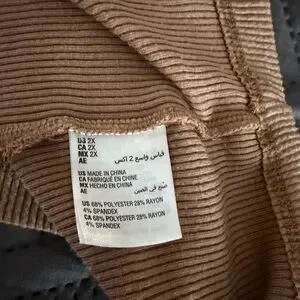 US 2X
CA 2X
MX 2X
AE قياس واسع 2 اكس
US MADE IN CHINA
CA FABRIQUÉ EN CHINE
MX HECHO EN CHINA
AE صنع في الصين
US 68% POLYESTER 28% RAYON
4% SPANDEX
CA 68% POLYESTER 28% RAYON
4% SPANDEX